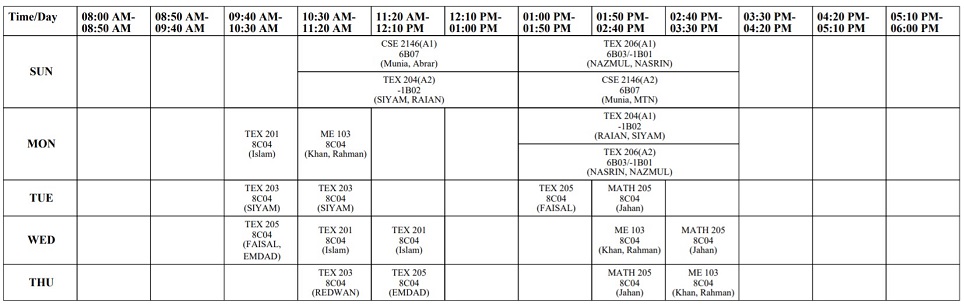 Time/Day 08:00 AM- 08:50 AM- 09:40 AM- 10:30 AM- 11:20 AM- 12:10 PM- 01:00 PM- 01:50 PM- 02:40 PM- 03:30 PM- 04:20 PM- 05:10 PM-
08:50 AM 09:40 AM 10:30 AM 11:20 AM 12:10 PM 01:00 PM 01:50 PM 02:40 PM 03:30 PM 04:20 PM 05:10 PM 06:00 PM
SUN
CSE 2146(A1)
6B07
(Munia, Abrar)
TEX 206(A1)
6B03/-1B01
(NAZMUL, NASRIN)
TEX 204(A2)
-1B02
(SIYAM, RAIAN)
CSE 2146(A2)
6B07
(Munia, MTN)
MON
TEX 201
8C04
(Islam)
ME 103
8C04
(Khan, Rahman)
TEX 204(A1)
-1B02
(RAIAN, SIYAM)
TEX 206(A2)
6B03/-1B01
(NASRIN, NAZMUL)
TUE
TEX 203
8C04
(SIYAM)
TEX 203
8C04
(SIYAM)
TEX 205
8C04
(FAISAL)
MATH 205
8C04
(Jahan)
WED
TEX 205
8C04
(FAISAL,
EMDAD)
TEX 201
8C04
(Islam)
TEX 201
8C04
(Islam)
ME 103
8C04
(Khan, Rahman)
MATH 205
8C04
(Jahan)
THU
TEX 203
8C04
(REDWAN)
TEX 205
8C04
(EMDAD)
MATH 205
8C04
(Jahan)
ME 103
8C04
(Khan, Rahman)